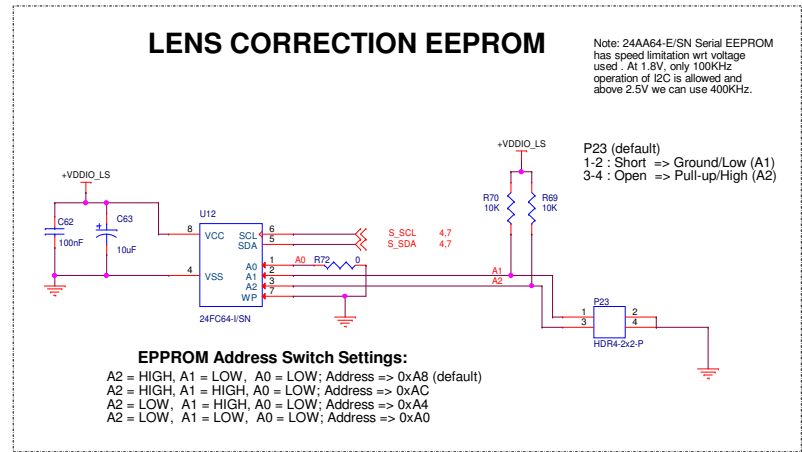 LENS CORRECTION EEPROM
Note: 24AA64-E/SN Serial EEPROM
has speed limitation wrt voltage
used . At 1.8V, only 100KHz
operation of I2C is allowed and
above 2.5V we can use 400KHz.
P23 (default)
1-2 : Short => Ground/Low (A1)
3-4 : Open => Pull-up/High (A2)
+VDDIO_LS
+VDDIO_LS
R70
10K
R69
10K
C62
100nF
C63
10uF
+
U12
8
VCC
4
VSS
SCL
6
SDA
5
A0
1
A1
2
A2
3
WP
7
24FC64-I/SN
S_SCL 4,7
S_SDA 4,7
A0
R72
0
A1
A2
P23
1
2
3
4
HDR4-2x2-P
EPPROM Address Switch Settings:
A2 = HIGH, A1 = LOW, A0 = LOW; Address => 0xA8 (default)
A2 = HIGH, A1 = HIGH, A0 = LOW; Address => 0xAC
A2 = LOW, A1 = HIGH, A0 = LOW; Address => 0xA4
A2 = LOW, A1 = LOW, A0 = LOW; Address => 0xA0